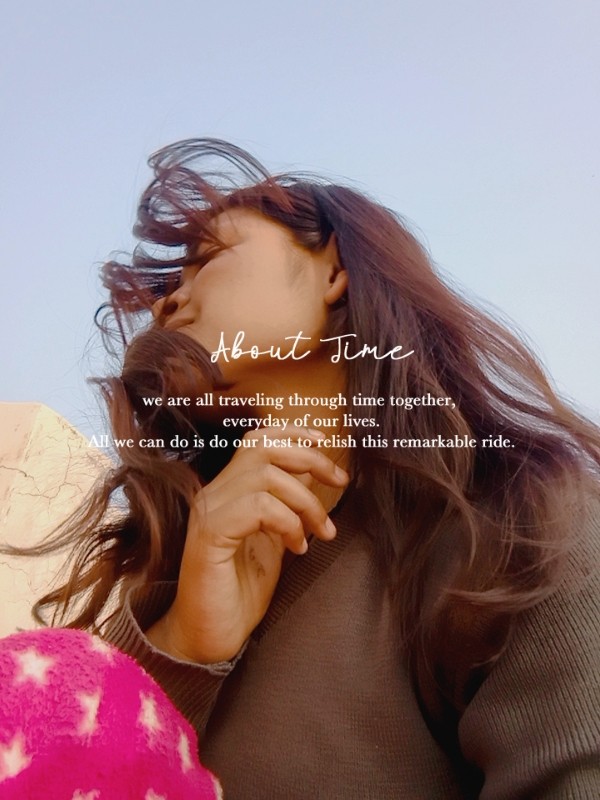 About Time
we are all traveling through time together,
everyday of our lives.
All we can do is do our best to relish this remarkable ride.